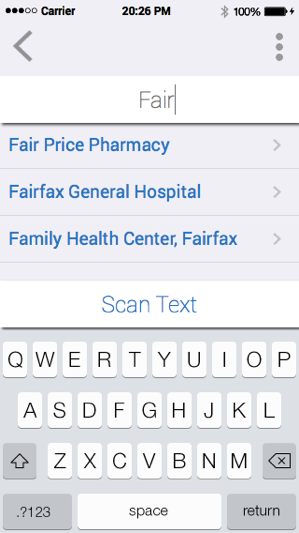 Carrier 20:26 PM 100%
Fair
Fair Price Pharmacy
Fairfax General Hospital
Family Health Center, Fairfax
Scan Text
Q W E R T Y U I O P
A S D F G H J K L
Z X C V B N M
.?123 space return